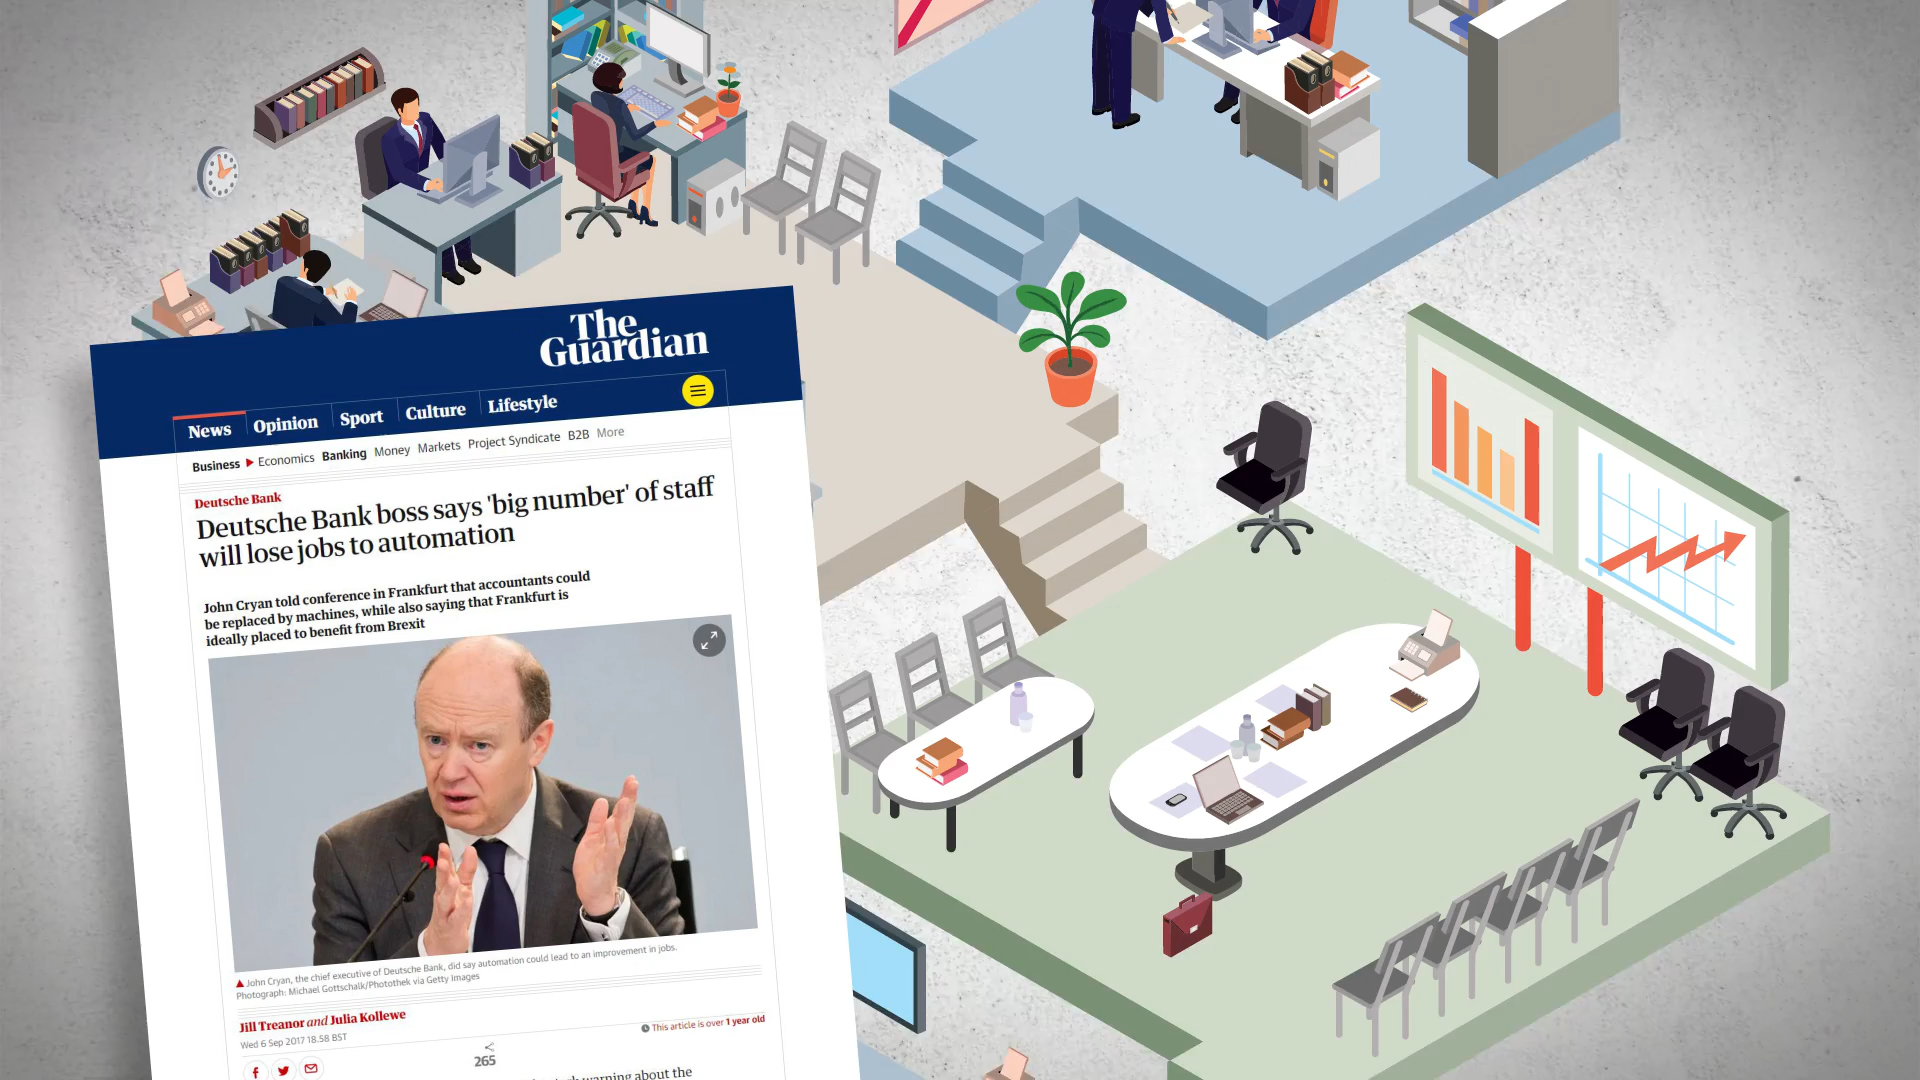 The
Guardian
News Opinion Sport Culture Lifestyle
Business Economics Banking Money Markets Project Syndicate B2B More
Deutsche Bank
Deutsche Bank boss says 'big number' of staff
will lose jobs to automation
John Cryan told conference in Frankfurt that accountants could
be replaced by machines, while also saying that Frankfurt is
ideally placed to benefit from Brexit
John Cryan, the chief executive of Deutsche Bank, did say automation could lead to an improvement in jobs.
Photograph: Michael Gottschalk/Photothek via Getty Images
Jill Treanor and Julia Kollewe
Wed 6 Sep 2017 18.58 BST
This article is over 1 year old
265
warning about the